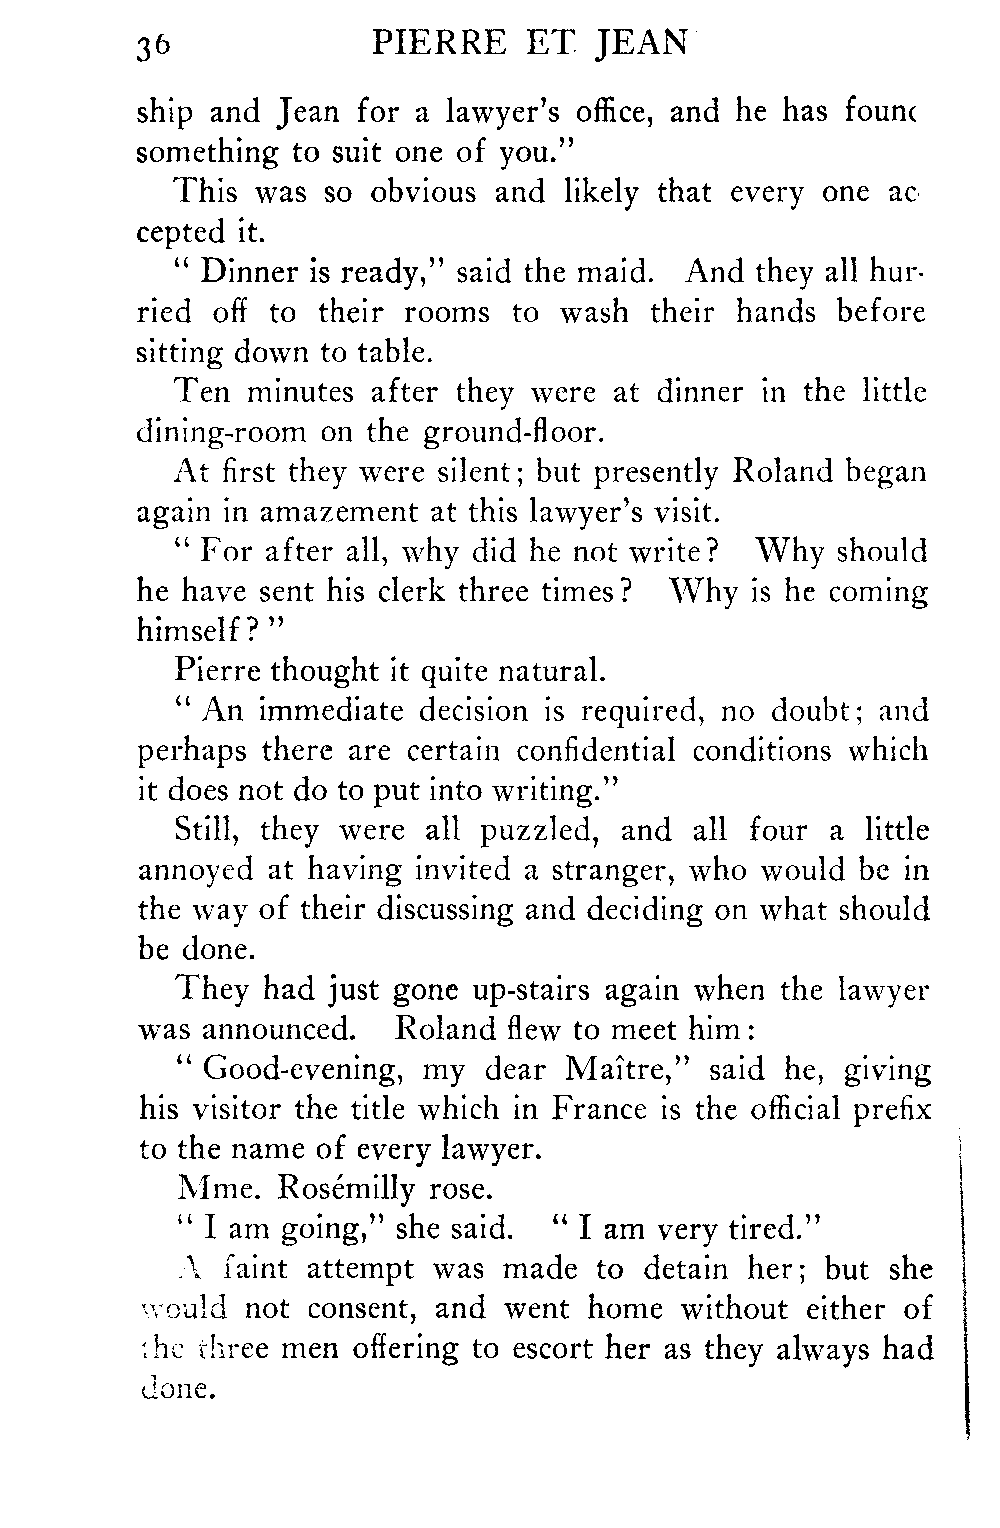 36 PIERRE ET JEAN
ship and Jean for a lawyer's office, and he has found
something to suit one of you."
This was so obvious and likely that every one ac-
cepted it.
" Dinner is ready," said the maid. And they all hur-
ried off to their rooms to wash their hands before
sitting down to table.
Ten minutes after they were at dinner in the little
dining-room on the ground-floor.
At first they were silent; but presently Roland began
again in amazement at this lawyer's visit.
" For after all, why did he not write? Why should
he have sent his clerk three times? Why is he coming
himself? "
Pierre thought it quite natural.
" An immediate decision is required, no doubt; and
perhaps there are certain confidential conditions which
it does not do to put into writing."
Still, they were all puzzled, and all four a little
annoyed at having invited a stranger, who would be in
the way of their discussing and deciding on what should
be done.
They had just gone up-stairs again when the lawyer
was announced. Roland flew to meet him:
" Good-evening, my dear Maître," said he, giving
his visitor the title which in France is the official prefix
to the name of every lawyer.
Mme. Rosémilly rose.
" I am going," she said. " I am very tired."
A faint attempt was made to detain her; but she
would not consent, and went home without either of
the three men offering to escort her as they always had
done.